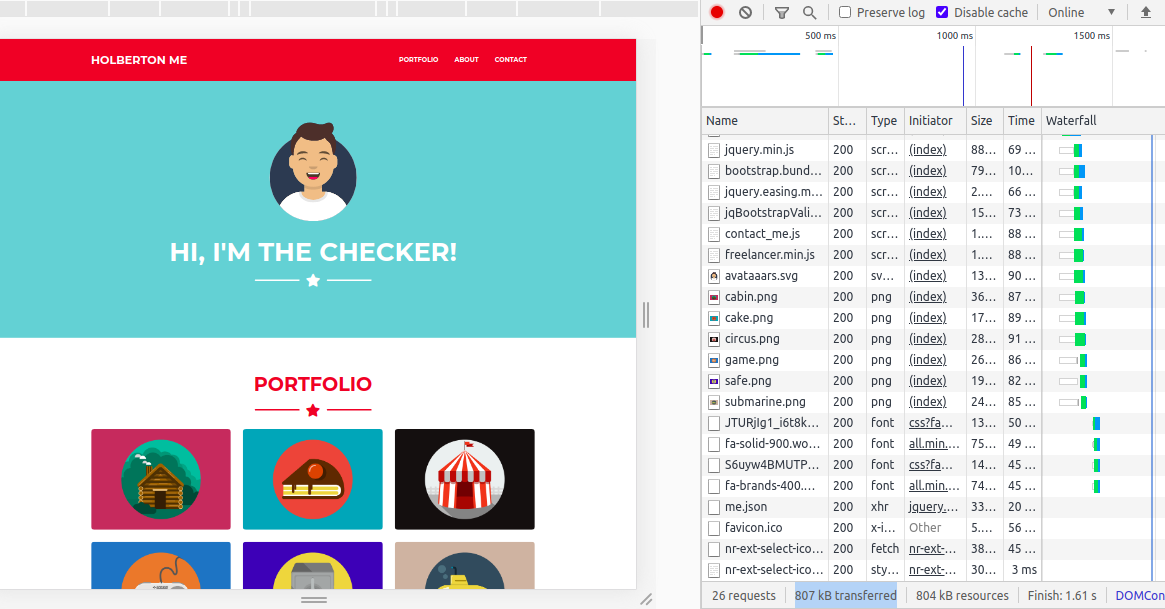 HOLBERTON ME
PORTFOLIO ABOUT CONTACT
HI, I'M THE CHECKER!
PORTFOLIO
Preserve log Disable cache Online
500 ms 1000 ms 1500 ms
Name St... Type Initiator Size Time Waterfall
jquery.min.js 200 scr... (index) 88... 69 ...
bootstrap.bund... 200 scr... (index) 79... 10...
jquery.easing.m... 200 scr... (index) 2.... 66 ...
jqBootstrapVali... 200 scr... (index) 15... 73 ...
contact_me.js 200 scr... (index) 1.... 88 ...
freelancer.min.js 200 scr... (index) 1.... 88 ...
avataaars.svg 200 sv... (index) 13... 90 ...
cabin.png 200 png (index) 36... 87 ...
cake.png 200 png (index) 17... 89 ...
circus.png 200 png (index) 28... 91 ...
game.png 200 png (index) 26... 86 ...
safe.png 200 png (index) 19... 82 ...
submarine.png 200 png (index) 24... 85 ...
JTURjIg1_i6t8k... 200 font css?fa... 13... 50 ...
fa-solid-900.wo... 200 font all.min.... 75... 49 ...
S6uyw4BMUTP... 200 font css?fa... 14... 45 ...
fa-brands-400.... 200 font all.min.... 74... 45 ...
me.json 200 xhr jquery.... 33... 20 ...
favicon.ico 200 x-i... Other 5.... 56 ...
nr-ext-select-ico... 200 fetch nr-ext-... 38... 45 ...
nr-ext-select-ico... 200 sty... nr-ext-... 30... 3 ms
26 requests 807 kB transferred 804 kB resources Finish: 1.61 s DOMCon